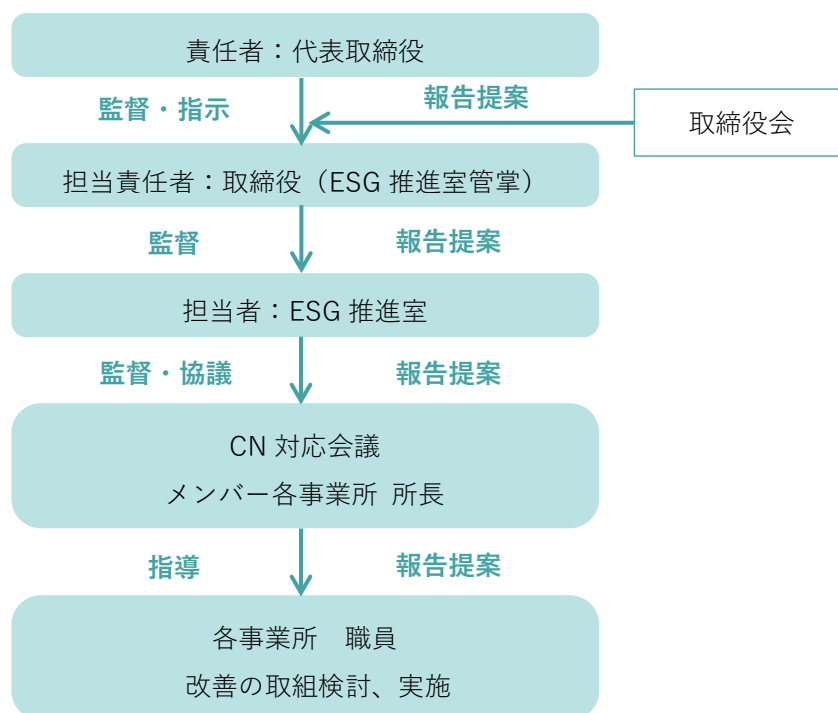 責任者：代表取締役
監督・指示
報告提案
取締役会
担当責任者：取締役（ESG 推進室管掌）
監督
報告提案
担当者：ESG 推進室
監督・協議
報告提案
CN 対応会議
メンバー各事業所 所長
指導
報告提案
各事業所　職員
改善の取組検討、実施